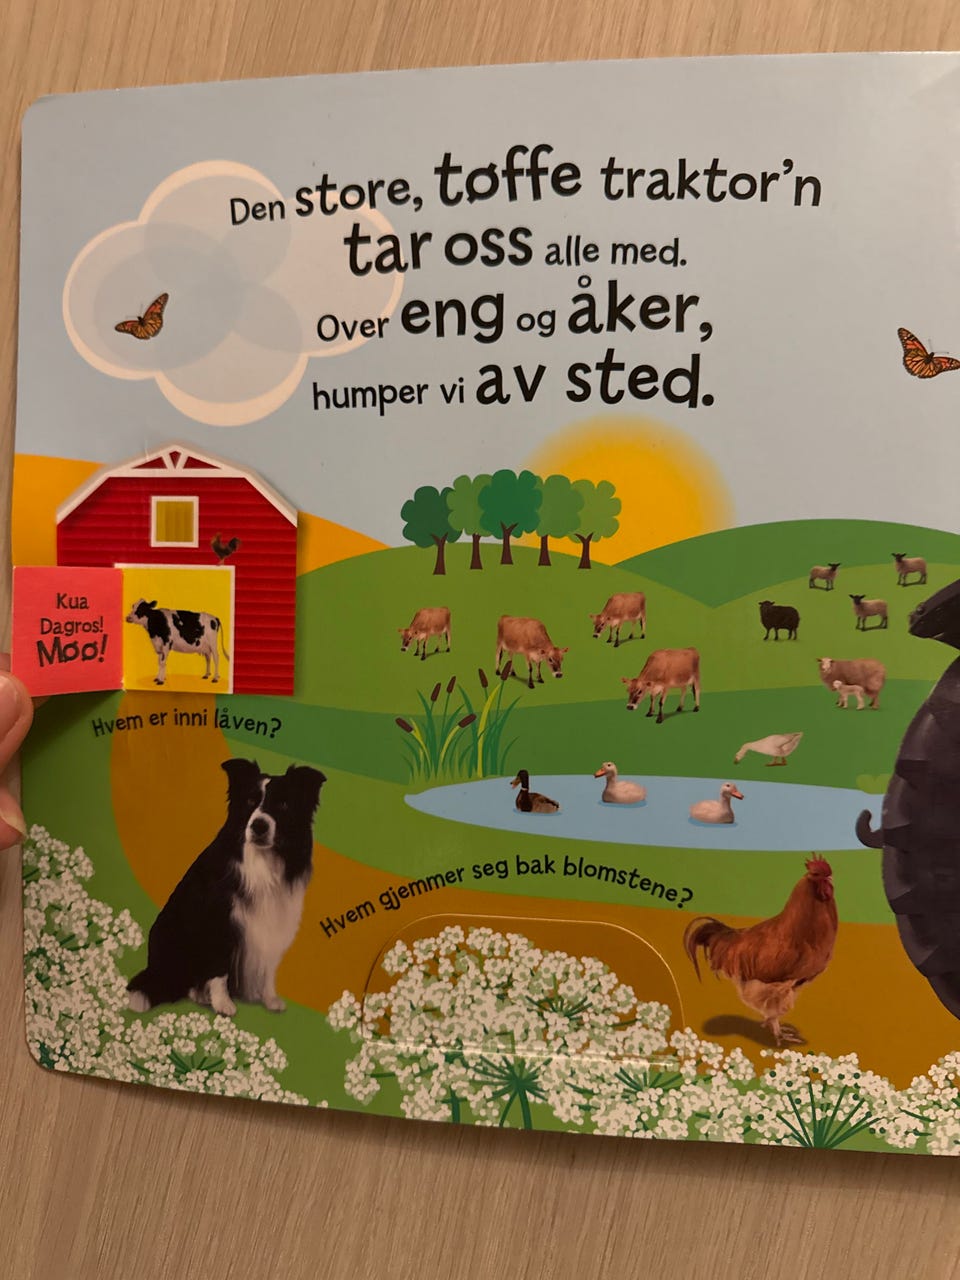 Den store, tøffe traktor'n
tar oss alle med.
Over eng og åker,
humper vi av sted.
Kua
Dagros!
Møø!
Hvem er inni låven?
Hvem gjemmer seg bak blomstene?